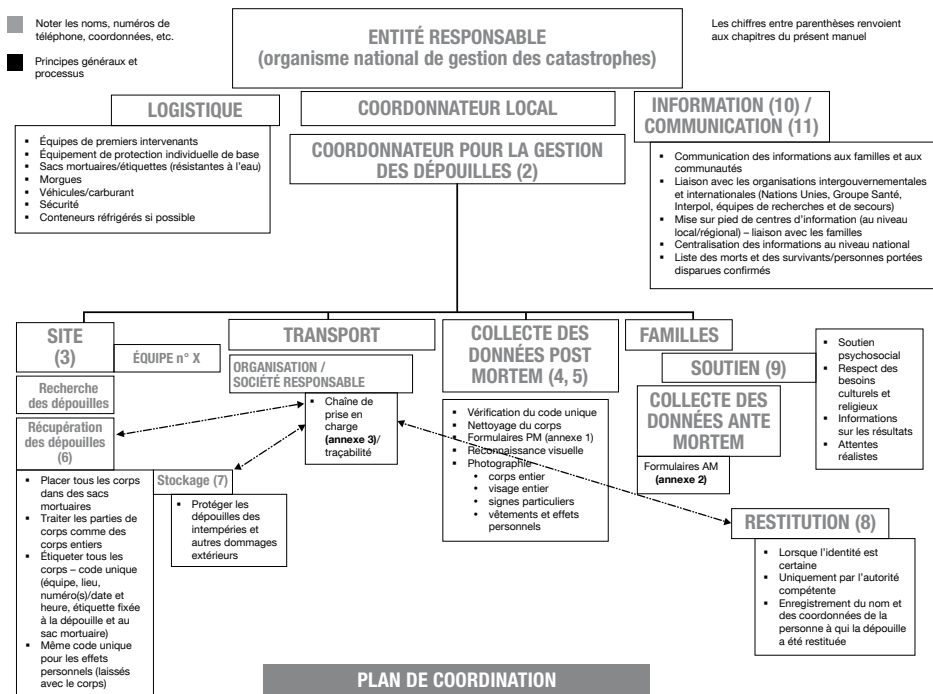 Noter les noms, numéros de
téléphone, coordonnées, etc.
Principes généraux et
processus
ENTITÉ RESPONSABLE
(organisme national de gestion des catastrophes)
Les chiffres entre parenthèses renvoient
aux chapitres du présent manuel
LOGISTIQUE
▪ Équipes de premiers intervenants
▪ Équipement de protection individuelle de base
▪ Sacs mortuaires/étiquettes (résistantes à l'eau)
▪ Morgues
▪ Véhicules/carburant
▪ Sécurité
▪ Conteneurs réfrigérés si possible
COORDONNATEUR LOCAL
COORDONNATEUR POUR LA GESTION
DES DÉPOUILLES (2)
INFORMATION (10) /
COMMUNICATION (11)
▪ Communication des informations aux familles et aux
communautés
▪ Liaison avec les organisations intergouvernementales
et internationales (Nations Unies, Groupe Santé,
Interpol, équipes de recherches et de secours)
▪ Mise sur pied de centres d'information (au niveau
local/régional) – liaison avec les familles
▪ Centralisation des informations au niveau national
▪ Liste des morts et des survivants/personnes portées
disparues confirmés
SITE
(3)
ÉQUIPE n° X
Recherche
des dépouilles
Récupération
des dépouilles
(6)
▪ Placer tous les corps
dans des sacs
mortuaires
▪ Traiter les parties de
corps comme des
corps entiers
▪ Étiqueter tous les
corps – code unique
(équipe, lieu,
numéro(s)/date et
heure, étiquette fixée
à la dépouille et au
sac mortuaire)
▪ Même code unique
pour les effets
personnels (laissés
avec le corps)
TRANSPORT
ORGANISATION /
SOCIÉTÉ RESPONSABLE
▪ Chaîne de
prise en
charge
(annexe 3)/
traçabilité
Stockage (7)
▪ Protéger les
dépouilles des
intempéries et
autres dommages
extérieurs
COLLECTE DES
DONNÉES POST
MORTEM (4, 5)
▪ Vérification du code unique
▪ Nettoyage du corps
▪ Formulaires PM (annexe 1)
▪ Reconnaissance visuelle
▪ Photographie
• corps entier
• visage entier
• signes particuliers
• vêtements et effets
personnels
FAMILLES
SOUTIEN (9)
▪ Soutien
psychosocial
▪ Respect des
besoins
culturels et
religieux
▪ Informations
sur les résultats
▪ Attentes
réalistes
COLLECTE DES
DONNÉES ANTE
MORTEM
Formulaires AM
(annexe 2)
RESTITUTION (8)
▪ Lorsque l'identité est
certaine
▪ Uniquement par l'autorité
compétente
▪ Enregistrement du nom et
des coordonnées de la
personne à qui la dépouille
a été restituée
PLAN DE COORDINATION